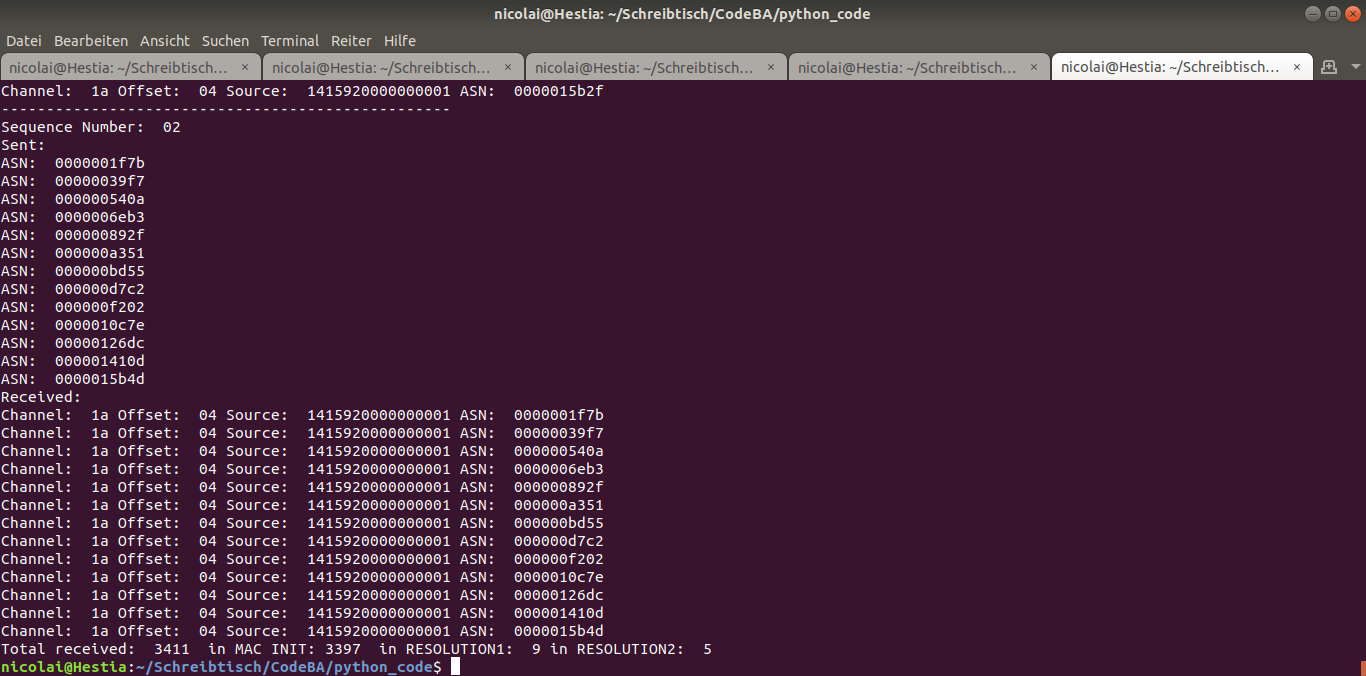 nicolai@Hestia: ~/Schreibtisch/CodeBA/python_code
Datei Bearbeiten Ansicht Suchen Terminal Reiter Hilfe
nicolai@Hestia: ~/Schreibtisch... × nicolai@Hestia: ~/Schreibtisch... × nicolai@Hestia: ~/Schreibtisch... × nicolai@Hestia: ~/Schreibtisch... × nicolai@Hestia: ~/Schreibtisch... ×
Channel:  1a Offset:  04 Source:  1415920000000001 ASN:  0000015b2f
--------------------------------------------------
Sequence Number:  02
Sent:
ASN:  0000001f7b
ASN:  00000039f7
ASN:  000000540a
ASN:  0000006eb3
ASN:  000000892f
ASN:  000000a351
ASN:  000000bd55
ASN:  000000d7c2
ASN:  000000f202
ASN:  0000010c7e
ASN:  00000126dc
ASN:  000001410d
ASN:  0000015b4d
Received:
Channel:  1a Offset:  04 Source:  1415920000000001 ASN:  0000001f7b
Channel:  1a Offset:  04 Source:  1415920000000001 ASN:  00000039f7
Channel:  1a Offset:  04 Source:  1415920000000001 ASN:  000000540a
Channel:  1a Offset:  04 Source:  1415920000000001 ASN:  0000006eb3
Channel:  1a Offset:  04 Source:  1415920000000001 ASN:  000000892f
Channel:  1a Offset:  04 Source:  1415920000000001 ASN:  000000a351
Channel:  1a Offset:  04 Source:  1415920000000001 ASN:  000000bd55
Channel:  1a Offset:  04 Source:  1415920000000001 ASN:  000000d7c2
Channel:  1a Offset:  04 Source:  1415920000000001 ASN:  000000f202
Channel:  1a Offset:  04 Source:  1415920000000001 ASN:  0000010c7e
Channel:  1a Offset:  04 Source:  1415920000000001 ASN:  00000126dc
Channel:  1a Offset:  04 Source:  1415920000000001 ASN:  000001410d
Channel:  1a Offset:  04 Source:  1415920000000001 ASN:  0000015b4d
Total received:  3411  in MAC INIT: 3397  in RESOLUTION1:  9 in RESOLUTION2:  5
nicolai@Hestia:~/Schreibtisch/CodeBA/python_code$